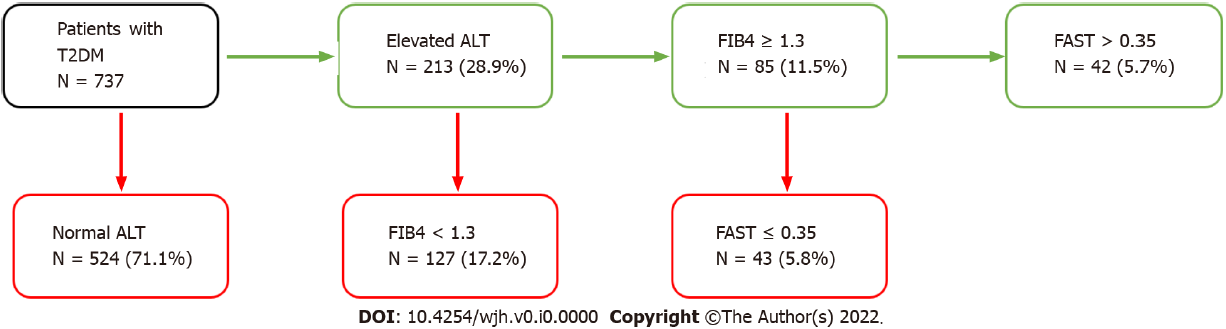 Patients with
T2DM
N = 737
Elevated ALT
N = 213 (28.9%)
FIB4 ≥ 1.3
N = 85 (11.5%)
FAST > 0.35
N = 42 (5.7%)
Normal ALT
N = 524 (71.1%)
FIB4 < 1.3
N = 127 (17.2%)
FAST ≤ 0.35
N = 43 (5.8%)
DOI: 10.4254/wjh.v0.i0.0000 Copyright ©The Author(s) 2022.